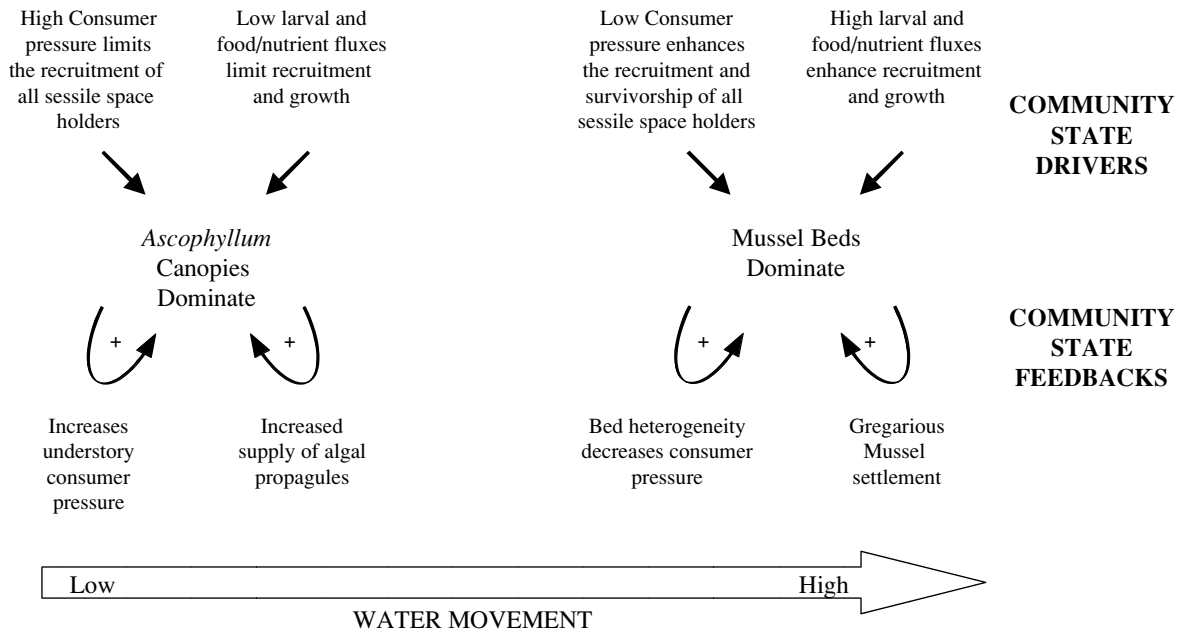 High Consumer
pressure limits
the recruitment of
all sessile space
holders
Low larval and
food/nutrient fluxes
limit recruitment
and growth
Low Consumer
pressure enhances
the recruitment and
survivorship of all
sessile space holders
High larval and
food/nutrient fluxes
enhance recruitment
and growth
COMMUNITY
STATE
DRIVERS
Ascophyllum
Canopies
Dominate
Mussel Beds
Dominate
+
+
+
+
COMMUNITY
STATE
FEEDBACKS
Increases
understory
consumer
pressure
Increased
supply of algal
propagules
Bed heterogeneity
decreases consumer
pressure
Gregarious
Mussel
settlement
Low
High
WATER MOVEMENT